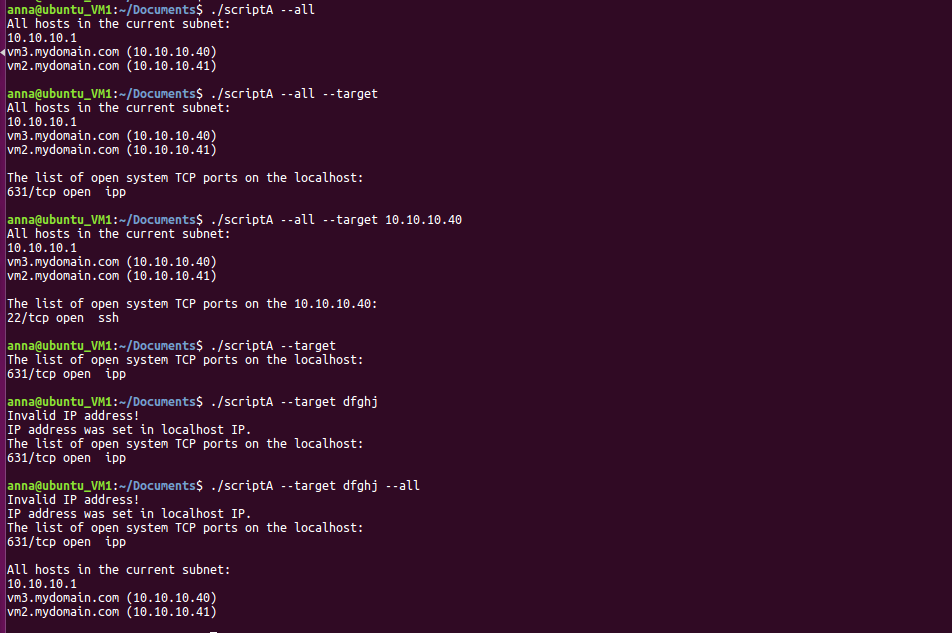 anna@ubuntu_VM1:~/Documents$ ./scriptA --all
All hosts in the current subnet:
10.10.10.1
vm3.mydomain.com (10.10.10.40)
vm2.mydomain.com (10.10.10.41)

anna@ubuntu_VM1:~/Documents$ ./scriptA --all --target
All hosts in the current subnet:
10.10.10.1
vm3.mydomain.com (10.10.10.40)
vm2.mydomain.com (10.10.10.41)

The list of open system TCP ports on the localhost:
631/tcp open  ipp

anna@ubuntu_VM1:~/Documents$ ./scriptA --all --target 10.10.10.40
All hosts in the current subnet:
10.10.10.1
vm3.mydomain.com (10.10.10.40)
vm2.mydomain.com (10.10.10.41)

The list of open system TCP ports on the 10.10.10.40:
22/tcp open  ssh

anna@ubuntu_VM1:~/Documents$ ./scriptA --target
The list of open system TCP ports on the localhost:
631/tcp open  ipp

anna@ubuntu_VM1:~/Documents$ ./scriptA --target dfghj
Invalid IP address!
IP address was set in localhost IP.
The list of open system TCP ports on the localhost:
631/tcp open  ipp

anna@ubuntu_VM1:~/Documents$ ./scriptA --target dfghj --all
Invalid IP address!
IP address was set in localhost IP.
The list of open system TCP ports on the localhost:
631/tcp open  ipp

All hosts in the current subnet:
10.10.10.1
vm3.mydomain.com (10.10.10.40)
vm2.mydomain.com (10.10.10.41)